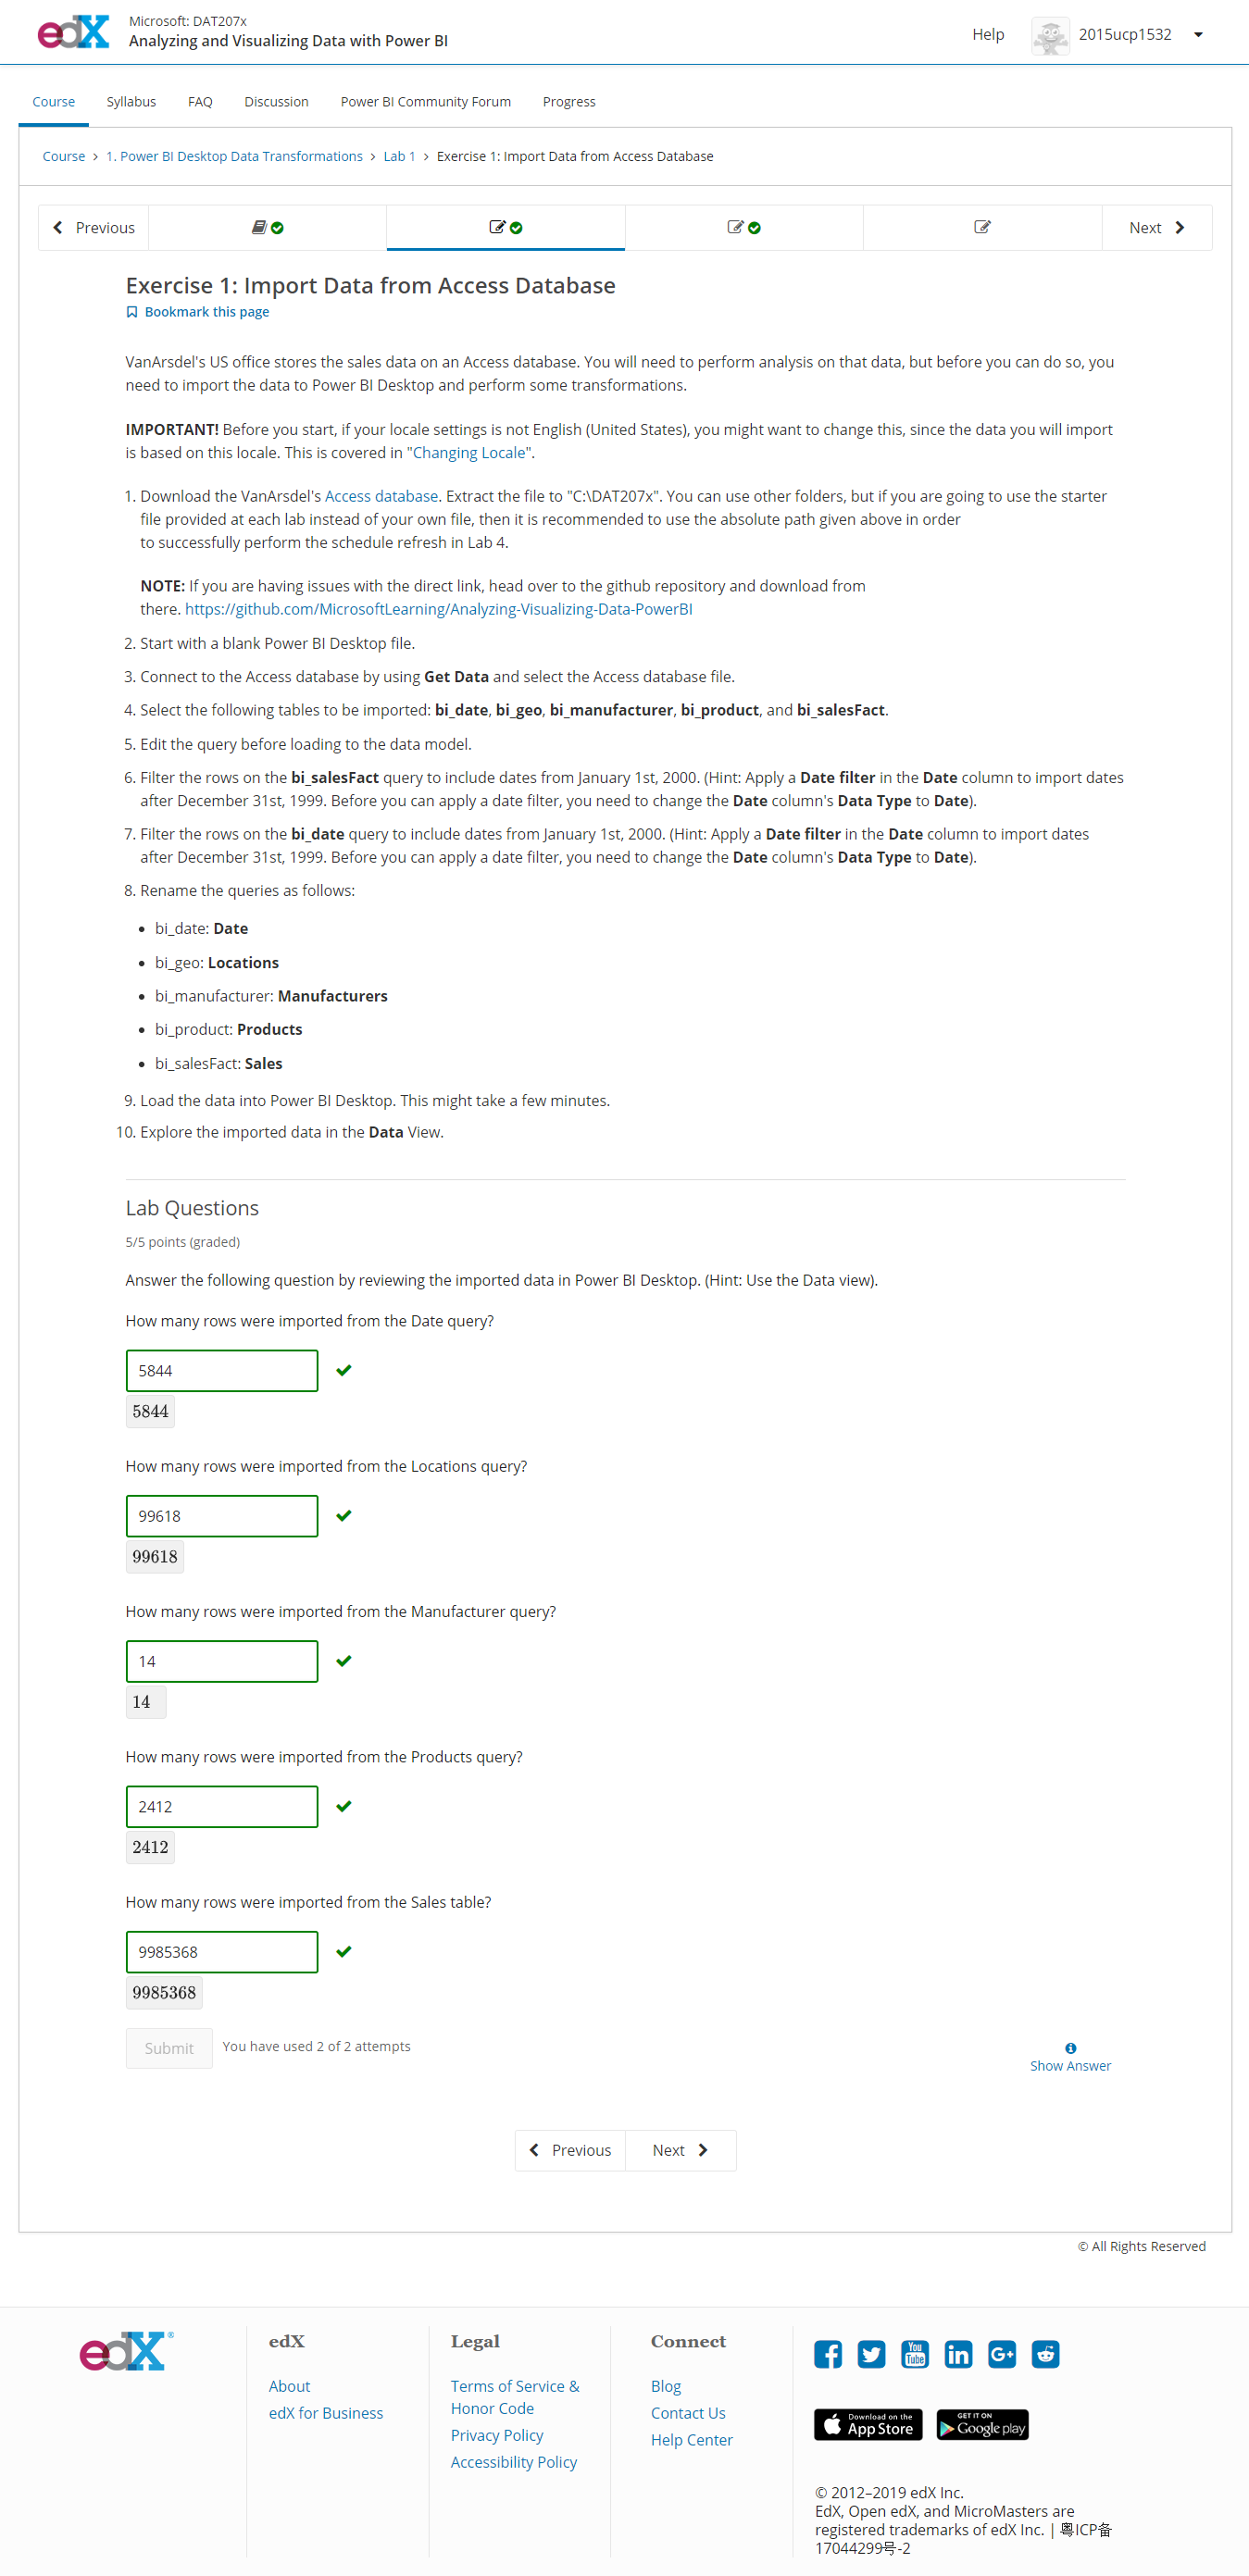 edX
Microsoft: DAT207x
Analyzing and Visualizing Data with Power BI
Help
2015ucp1532
Course
Syllabus
FAQ
Discussion
Power BI Community Forum
Progress
Course > 1. Power BI Desktop Data Transformations > Lab 1 > Exercise 1: Import Data from Access Database
Previous
Next
Exercise 1: Import Data from Access Database
Bookmark this page
VanArsdel's US office stores the sales data on an Access database. You will need to perform analysis on that data, but before you can do so, you
need to import the data to Power BI Desktop and perform some transformations.
IMPORTANT! Before you start, if your locale settings is not English (United States), you might want to change this, since the data you will import
is based on this locale. This is covered in "Changing Locale".
1. Download the VanArsdel's Access database. Extract the file to "C:\DAT207x". You can use other folders, but if you are going to use the starter
file provided at each lab instead of your own file, then it is recommended to use the absolute path given above in order
to successfully perform the schedule refresh in Lab 4.
NOTE: If you are having issues with the direct link, head over to the github repository and download from
there. https://github.com/MicrosoftLearning/Analyzing-Visualizing-Data-PowerBI
2. Start with a blank Power BI Desktop file.
3. Connect to the Access database by using Get Data and select the Access database file.
4. Select the following tables to be imported: bi_date, bi_geo, bi_manufacturer, bi_product, and bi_salesFact.
5. Edit the query before loading to the data model.
6. Filter the rows on the bi_salesFact query to include dates from January 1st, 2000. (Hint: Apply a Date filter in the Date column to import dates
after December 31st, 1999. Before you can apply a date filter, you need to change the Date column's Data Type to Date).
7. Filter the rows on the bi_date query to include dates from January 1st, 2000. (Hint: Apply a Date filter in the Date column to import dates
after December 31st, 1999. Before you can apply a date filter, you need to change the Date column's Data Type to Date).
8. Rename the queries as follows:
• bi_date: Date
• bi_geo: Locations
• bi_manufacturer: Manufacturers
• bi_product: Products
• bi_salesFact: Sales
9. Load the data into Power BI Desktop. This might take a few minutes.
10. Explore the imported data in the Data View.
Lab Questions
5/5 points (graded)
Answer the following question by reviewing the imported data in Power BI Desktop. (Hint: Use the Data view).
How many rows were imported from the Date query?
5844
5844
How many rows were imported from the Locations query?
99618
99618
How many rows were imported from the Manufacturer query?
14
14
How many rows were imported from the Products query?
2412
2412
How many rows were imported from the Sales table?
9985368
9985368
Submit
You have used 2 of 2 attempts
Show Answer
Previous
Next
© All Rights Reserved
edX®
edX
About
edX for Business
Legal
Terms of Service &
Honor Code
Privacy Policy
Accessibility Policy
Connect
Blog
Contact Us
Help Center
You Tube
in
G+
Download on the
App Store
GET IT ON
Google play
© 2012–2019 edX Inc.
EdX, Open edX, and MicroMasters are
registered trademarks of edX Inc. | 粤ICP备
17044299号-2